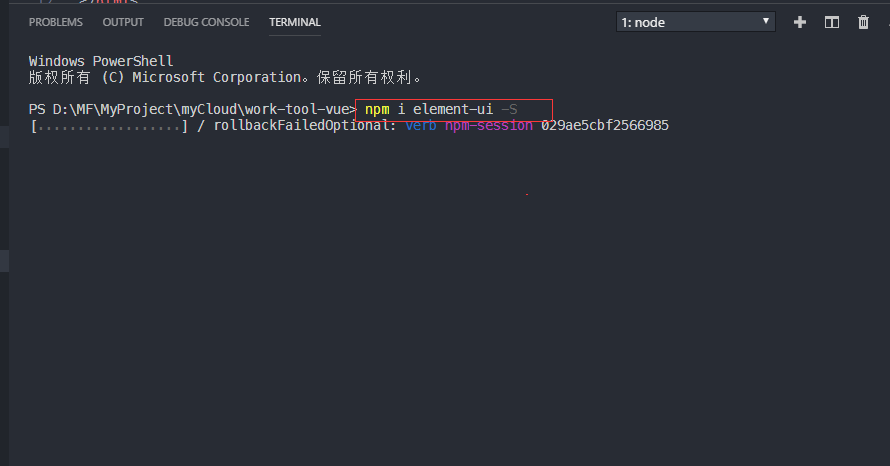 PROBLEMS OUTPUT DEBUG CONSOLE TERMINAL 1: node
Windows PowerShell
版权所有 (C) Microsoft Corporation。保留所有权利。
PS D:\MF\MyProject\myCloud\work-tool-vue> npm i element-ui -S
[..................] / rollbackFailedOptional: verb npm-session 029ae5cbf2566985